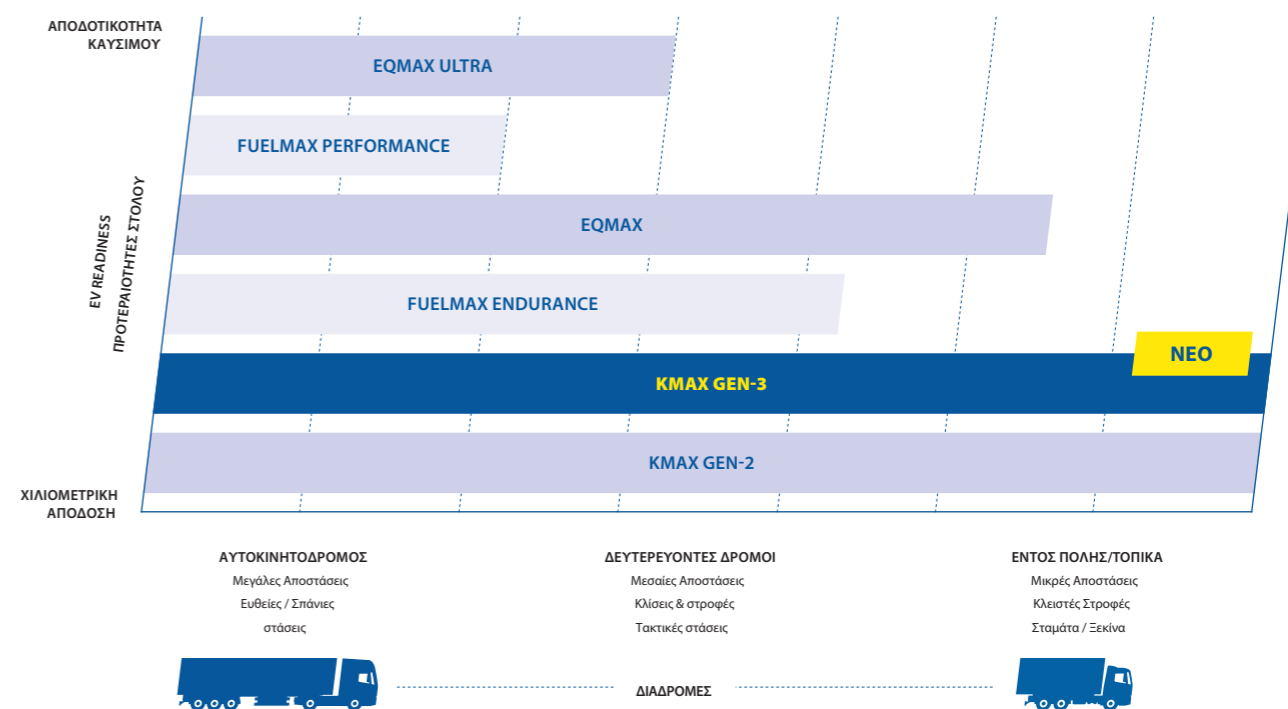 ΑΠΟΔΟΤΙΚΟΤΗΤΑ
ΚΑΥΣΙΜΟΥ
EQMAX ULTRA
FUELMAX PERFORMANCE
EQMAX
FUELMAX ENDURANCE
EV READINESS
ΠΡΟΤΕΡΑΙΟΤΗΤΕΣ ΣΤΟΛΟΥ
ΝΕΟ
KMAX GEN-3
KMAX GEN-2
ΧΙΛΙΟΜΕΤΡΙΚΗ
ΑΠΟΔΟΣΗ
ΑΥΤΟΚΙΝΗΤΟΔΡΟΜΟΣ
Μεγάλες Αποστάσεις
Ευθείες / Σπάνιες
στάσεις
ΔΕΥΤΕΡΕΥΟΝΤΕΣ ΔΡΟΜΟΙ
Μεσαίες Αποστάσεις
Κλίσεις & στροφές
Τακτικές στάσεις
ΕΝΤΟΣ ΠΟΛΗΣ/ΤΟΠΙΚΑ
Μικρές Αποστάσεις
Κλειστές Στροφές
Σταμάτα / Ξεκίνα
ΔΙΑΔΡΟΜΕΣ